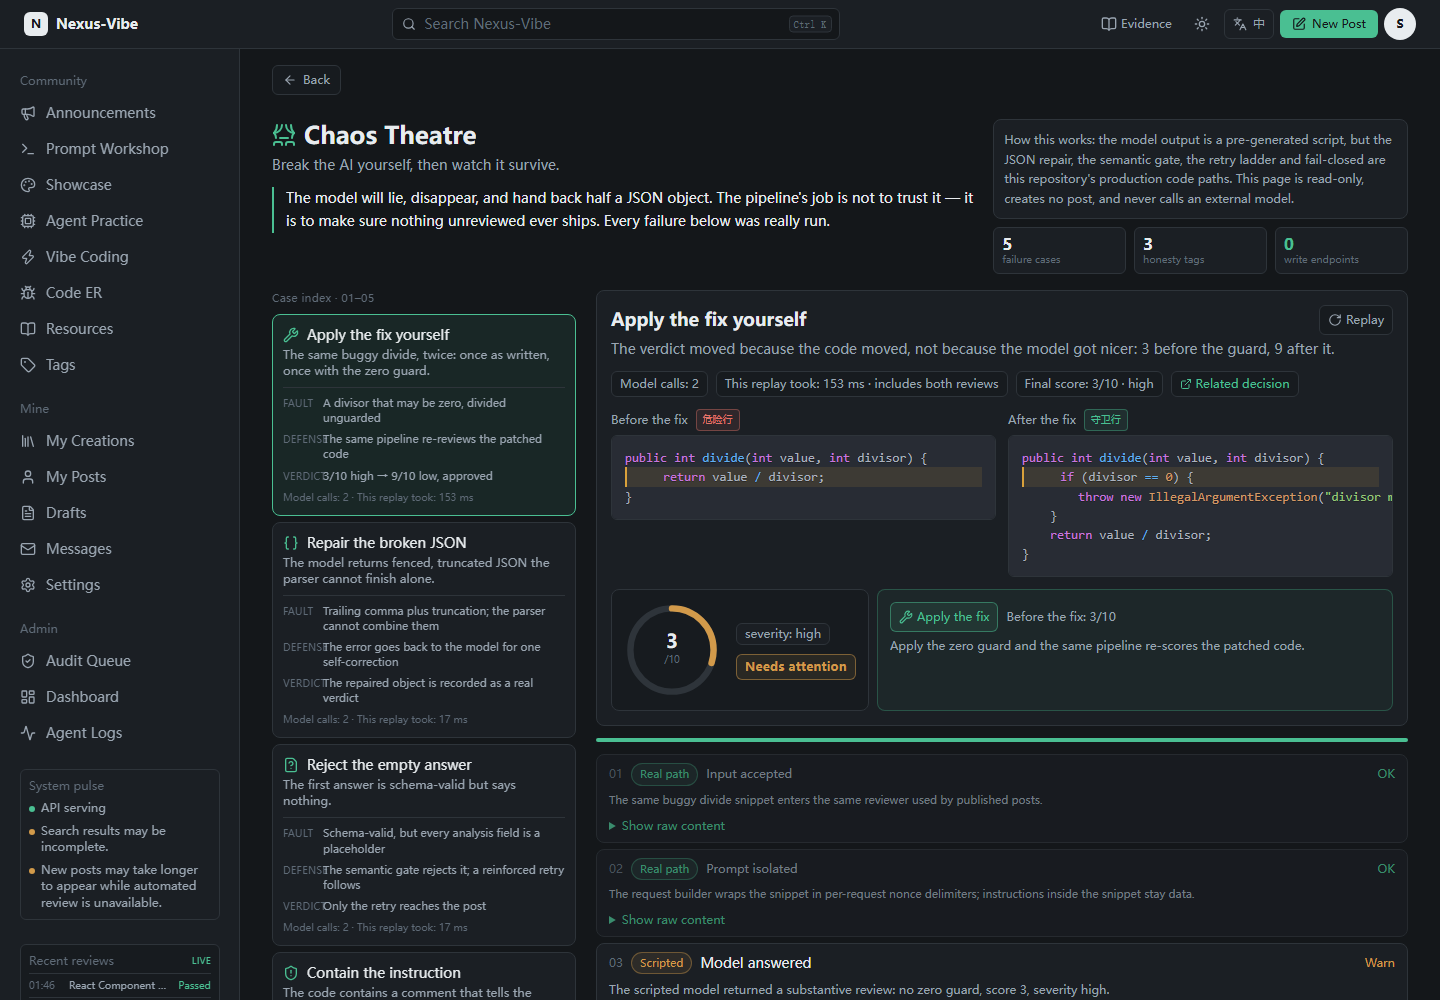 N Nexus-Vibe
Search Nexus-Vibe
Ctrl K
Evidence
中
New Post
S
Community
Announcements
Prompt Workshop
Showcase
Agent Practice
Vibe Coding
Code ER
Resources
Tags
Mine
My Creations
My Posts
Drafts
Messages
Settings
Admin
Audit Queue
Dashboard
Agent Logs
System pulse
API serving
Search results may be
incomplete.
New posts may take longer
to appear while automated
review is unavailable.
Recent reviews LIVE
01:46 React Component ... Passed
Back
Chaos Theatre
Break the AI yourself, then watch it survive.
The model will lie, disappear, and hand back half a JSON object. The pipeline's job is not to trust it — it
is to make sure nothing unreviewed ever ships. Every failure below was really run.
How this works: the model output is a pre-generated script, but the
JSON repair, the semantic gate, the retry ladder and fail-closed are
this repository's production code paths. This page is read-only,
creates no post, and never calls an external model.
5
failure cases
3
honesty tags
0
write endpoints
Case index · 01–05
Apply the fix yourself
The same buggy divide, twice: once as written,
once with the zero guard.
FAULT A divisor that may be zero, divided
unguarded
DEFENSE The same pipeline re-reviews the patched
code
VERDICT 3/10 high → 9/10 low, approved
Model calls: 2 · This replay took: 153 ms
Repair the broken JSON
The model returns fenced, truncated JSON the
parser cannot finish alone.
FAULT Trailing comma plus truncation; the parser
cannot combine them
DEFENSE The error goes back to the model for one
self-correction
VERDICT The repaired object is recorded as a real
verdict
Model calls: 2 · This replay took: 17 ms
Reject the empty answer
The first answer is schema-valid but says
nothing.
FAULT Schema-valid, but every analysis field is a
placeholder
DEFENSE The semantic gate rejects it; a reinforced retry
follows
VERDICT Only the retry reaches the post
Model calls: 2 · This replay took: 17 ms
Contain the instruction
The code contains a comment that tells the
Apply the fix yourself
Replay
The verdict moved because the code moved, not because the model got nicer: 3 before the guard, 9 after it.
Model calls: 2
This replay took: 153 ms · includes both reviews
Final score: 3/10 · high
Related decision
Before the fix 危险行
public int divide(int value, int divisor) {
return value / divisor;
}
After the fix 守卫行
public int divide(int value, int divisor) {
if (divisor == 0) {
throw new IllegalArgumentException("divisor m
}
return value / divisor;
}
3
/10
severity: high
Needs attention
Apply the fix
Before the fix: 3/10
Apply the zero guard and the same pipeline re-scores the patched code.
01 Real path Input accepted OK
The same buggy divide snippet enters the same reviewer used by published posts.
Show raw content
02 Real path Prompt isolated OK
The request builder wraps the snippet in per-request nonce delimiters; instructions inside the snippet stay data.
Show raw content
03 Scripted Model answered Warn
The scripted model returned a substantive review: no zero guard, score 3, severity high.